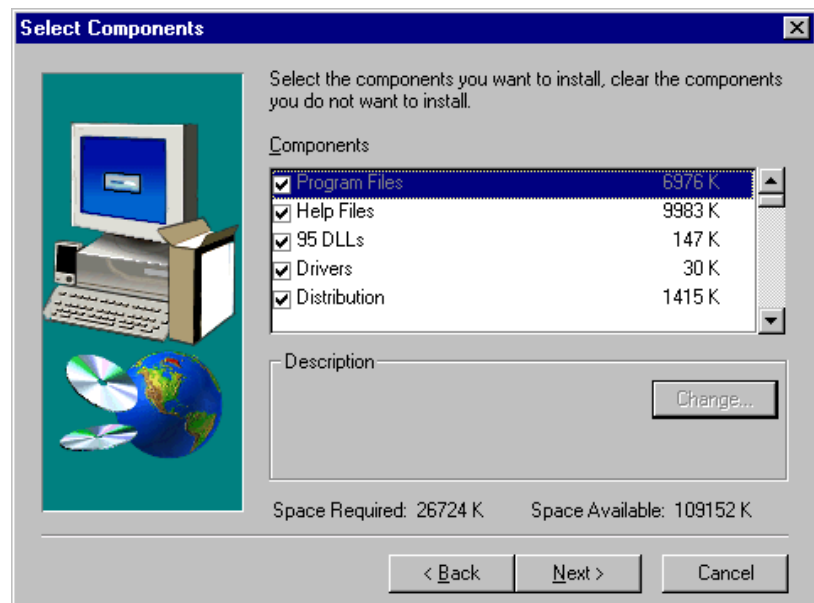 Select Components
Select the components you want to install, clear the components
you do not want to install.
Components
Program Files 6976 K
Help Files 9983 K
95 DLLs 147 K
Drivers 30 K
Distribution 1415 K
Description
Change...
Space Required: 26724 K Space Available: 109152 K
< Back Next > Cancel